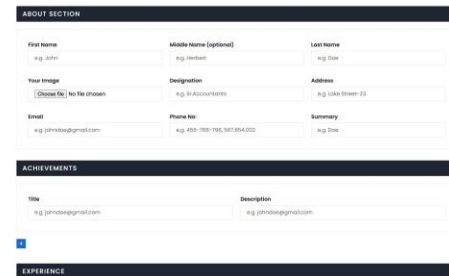 ABOUT SECTION
First Name Middle Name (optional) Last Name
e.g. John e.g. Herbert e.g. Doe
Your Image Designation Address
Choose file No file chosen e.g. Sr.Accountants e.g. Lake Street-23
Email Phone No: Summary
e.g. johndoe@gmail.com e.g. 456-768-798, 567.654.002 e.g. Doe
ACHIEVEMENTS
Title Description
e.g. johndoe@gmail.com e.g. johndoe@gmail.com
+
EXPERIENCE